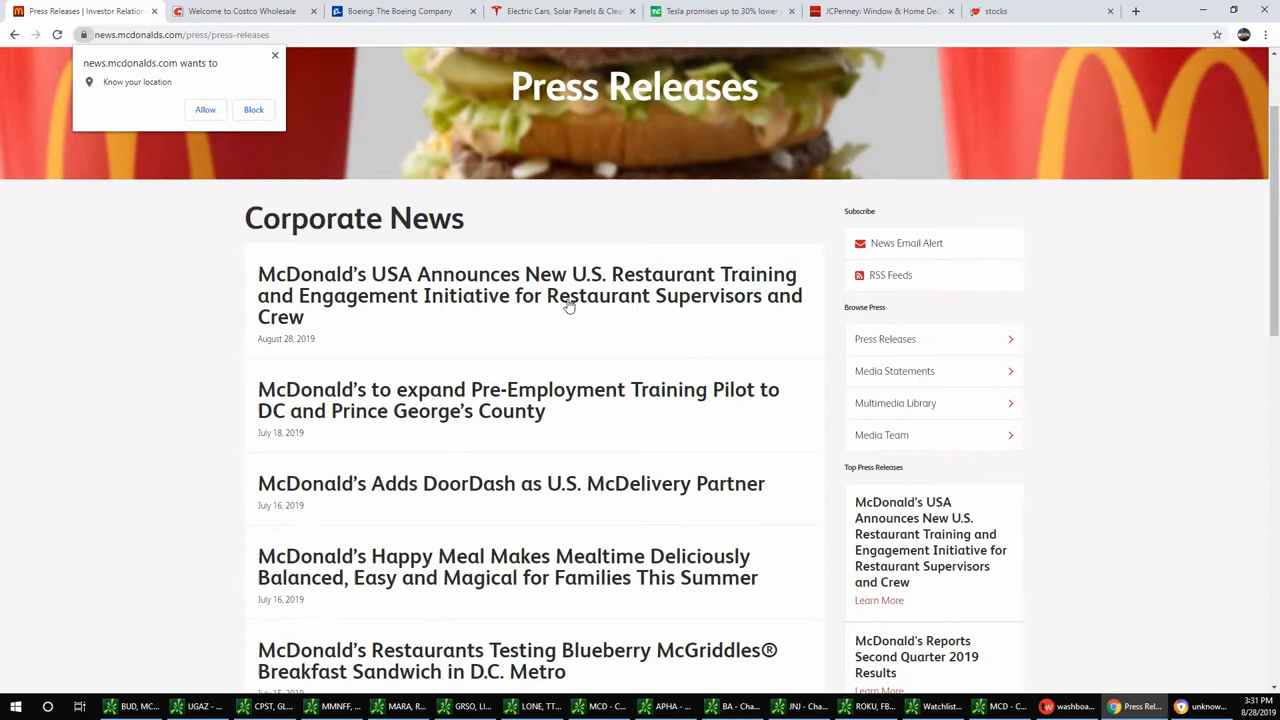 Press Releases | Investor Relation
Welcome to Costco Wholesale
Boeing: The Boeing Company
Electric Cars, Solar Panels & Clea
Tesla promises up to 30% lower
JCPenney: Window & Home Dec
stocks
news.mcdonalds.com/press/press-releases
news.mcdonalds.com wants to
Know your location
Allow
Block
Press Releases
Corporate News
McDonald's USA Announces New U.S. Restaurant Training
and Engagement Initiative for Restaurant Supervisors and
Crew
August 28, 2019
McDonald's to expand Pre-Employment Training Pilot to
DC and Prince George's County
July 18, 2019
McDonald's Adds DoorDash as U.S. McDelivery Partner
July 16, 2019
McDonald's Happy Meal Makes Mealtime Deliciously
Balanced, Easy and Magical for Families This Summer
July 16, 2019
McDonald's Restaurants Testing Blueberry McGriddles®
Breakfast Sandwich in D.C. Metro
Subscribe
News Email Alert
RSS Feeds
Browse Press
Press Releases
Media Statements
Multimedia Library
Media Team
Top Press Releases
McDonald's USA
Announces New U.S.
Restaurant Training and
Engagement Initiative for
Restaurant Supervisors
and Crew
Learn More
McDonald's Reports
Second Quarter 2019
Results
Learn More
BUD, MC...
UGAZ - ...
CPST, GL...
MMNFF, ...
MARA, R...
GRSO, LI...
LONE, TT...
MCD - C...
APHA - ...
BA - Cha...
JNJ - Cha...
ROKU, FB...
Watchlist...
MCD - C...
washboa...
Press Rel...
unknow...
3:31 PM
8/28/2019